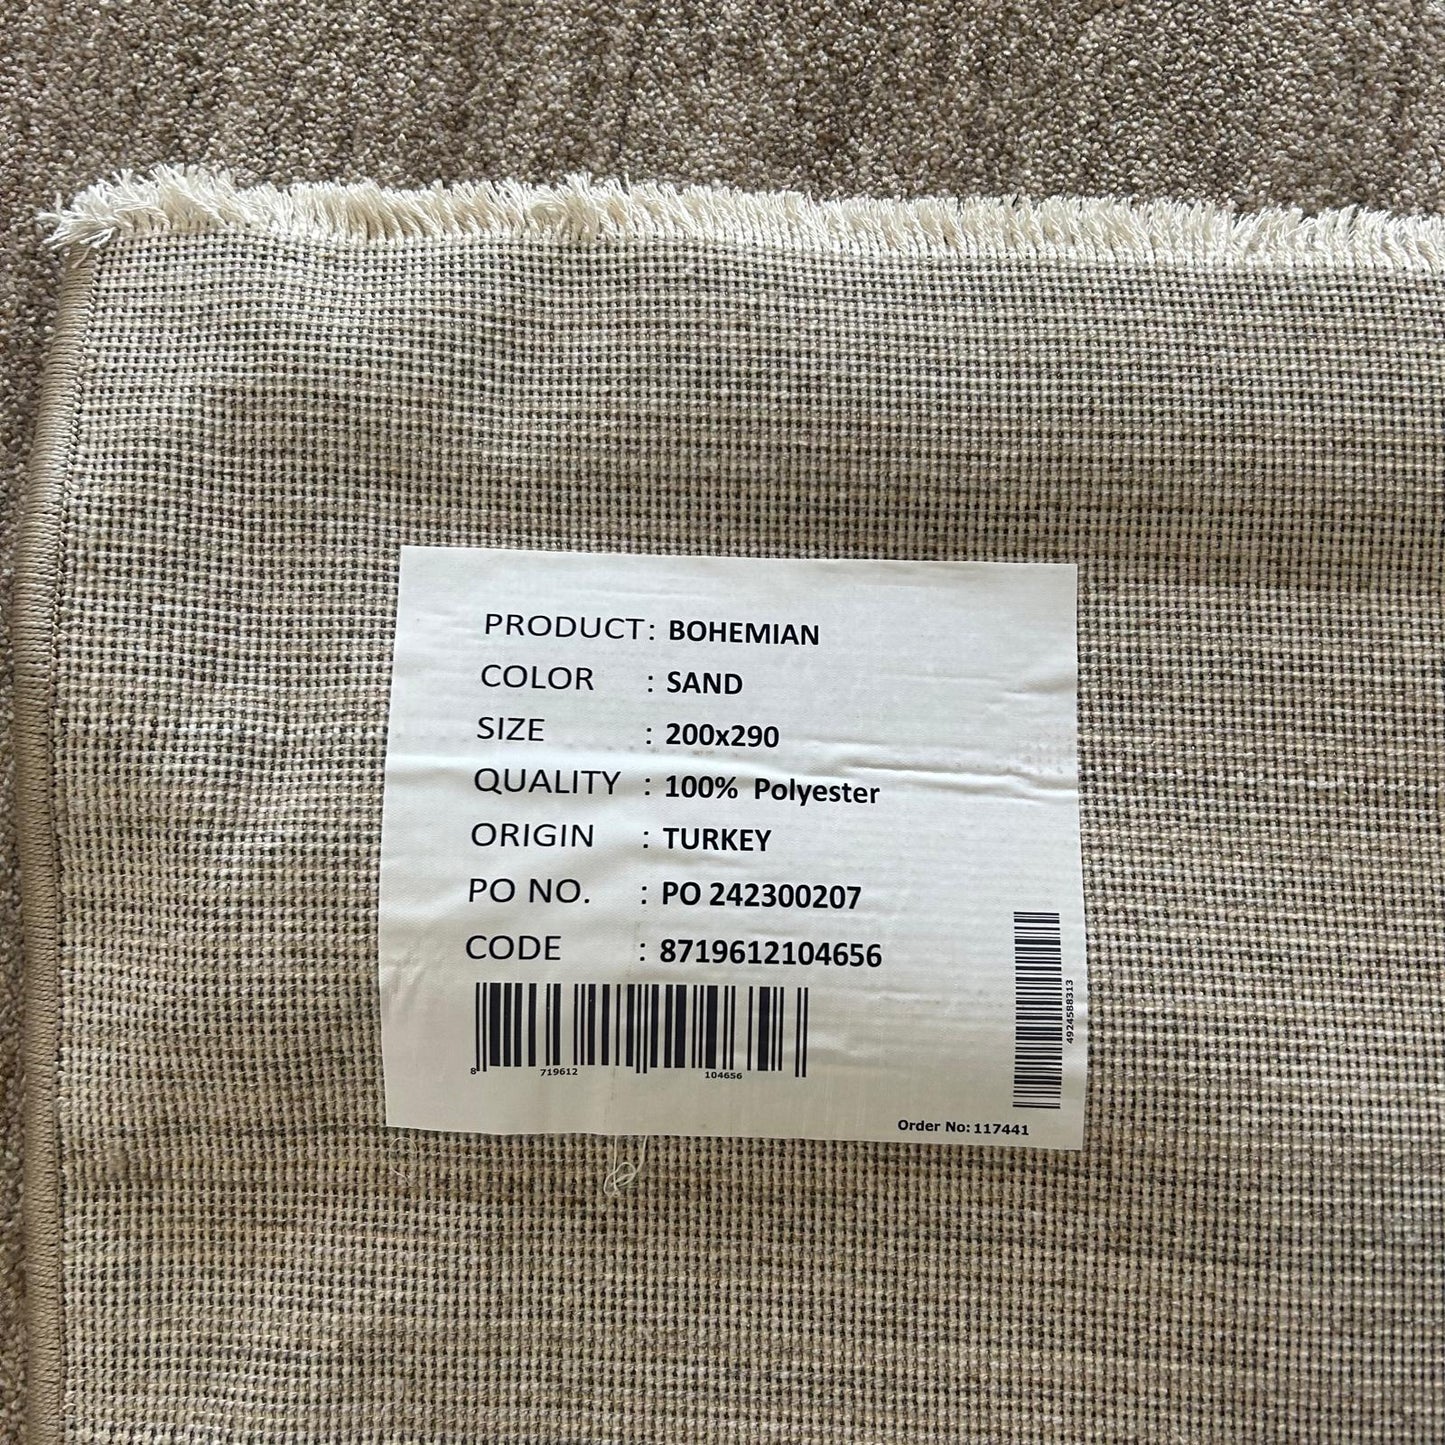 PRODUCT: BOHEMIAN
COLOR : SAND
SIZE : 200x290
QUALITY : 100% Polyester
ORIGIN : TURKEY
PO NO. : PO 242300207
CODE : 8719612104656
8 719612 104656
4924588313
Order No: 117441